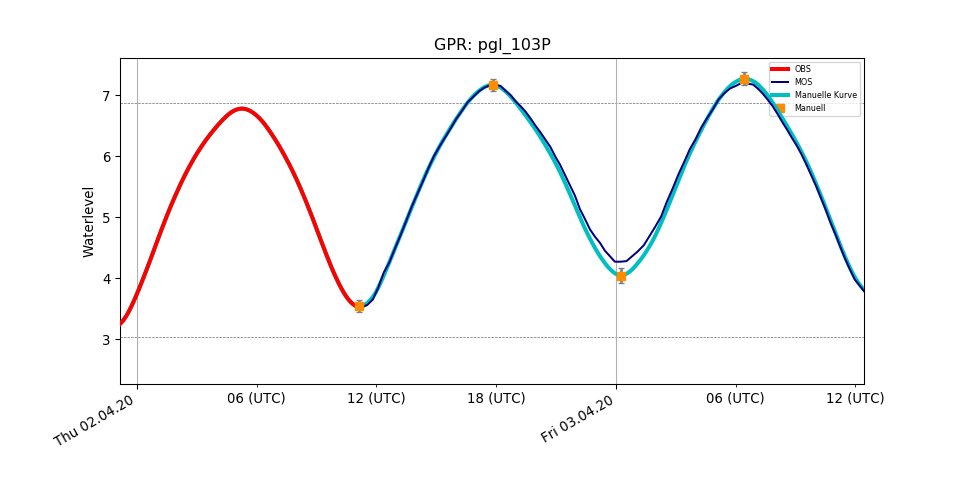 GPR: pgl_103P
OBS
MOS
Manuelle Kurve
Manuell
Waterlevel
7
6
5
4
3
Thu 02.04.20
06 (UTC)
12 (UTC)
18 (UTC)
Fri 03.04.20
06 (UTC)
12 (UTC)